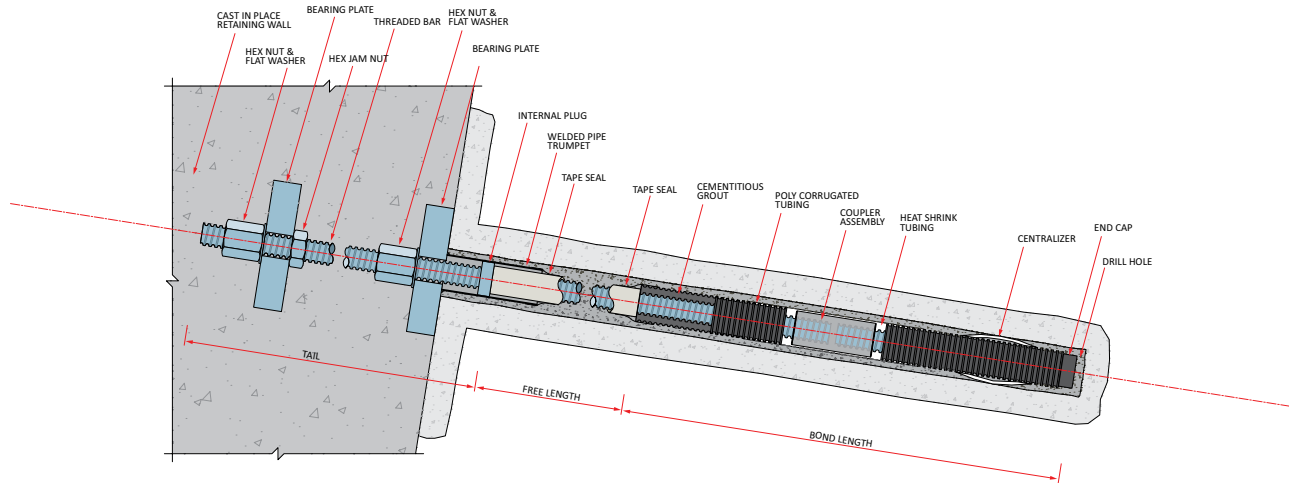 CAST IN PLACE
RETAINING WALL
BEARING PLATE
THREADED BAR
HEX NUT &
FLAT WASHER
HEX NUT &
FLAT WASHER
HEX JAM NUT
BEARING PLATE
INTERNAL PLUG
WELDED PIPE
TRUMPET
TAPE SEAL
TAPE SEAL
CEMENTITIOUS
GROUT
POLY CORRUGATED
TUBING
COUPLER
ASSEMBLY
HEAT SHRINK
TUBING
CENTRALIZER
END CAP
DRILL HOLE
TAIL
FREE LENGTH
BOND LENGTH